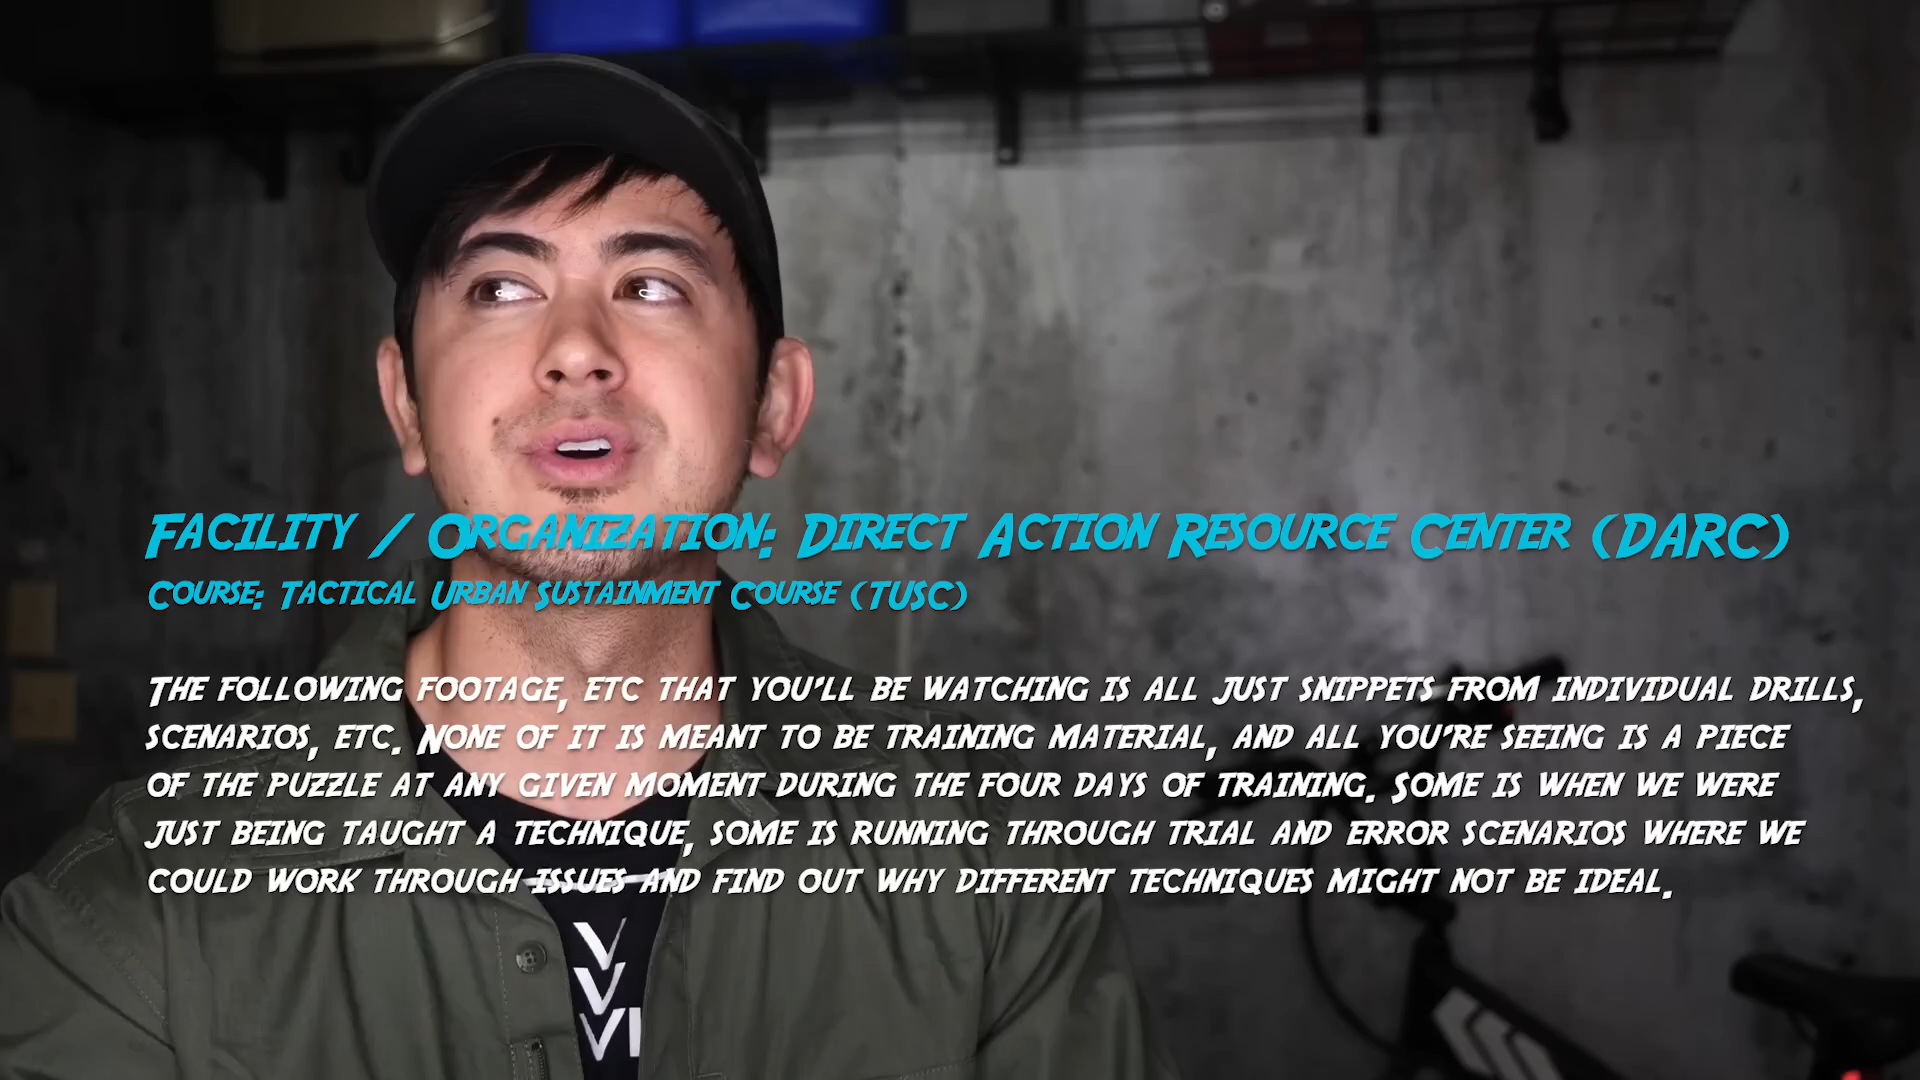 Facility / Organization: Direct Action Resource Center (DARC)
Course: Tactical Urban Sustainment Course (TUSC)
The following footage, etc that you'll be watching is all just snippets from individual drills,
scenarios, etc. None of it is meant to be training material, and all you're seeing is a piece
of the puzzle at any given moment during the four days of training. Some is when we were
just being taught a technique, some is running through trial and error scenarios where we
could work through issues and find out why different techniques might not be ideal.